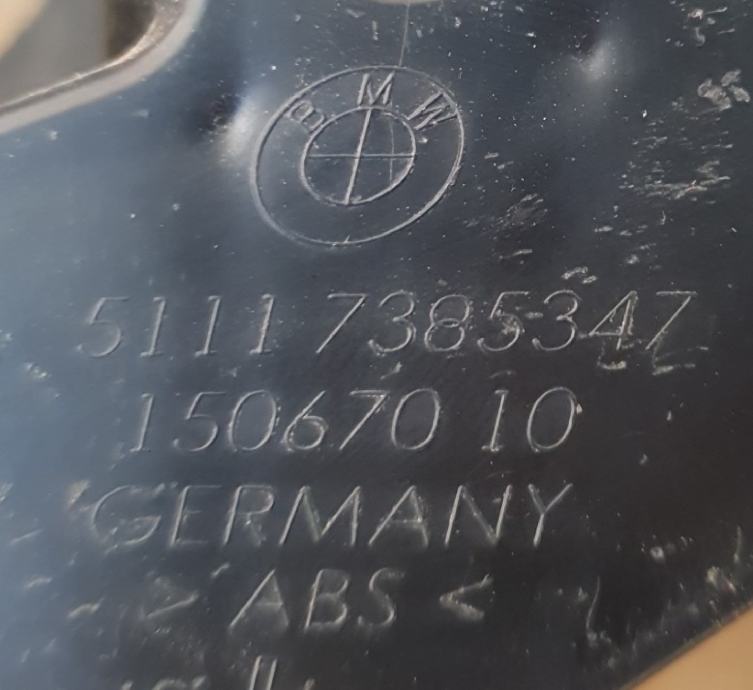 BMW
5111 7385347
150670 10
GERMANY
> ABS <